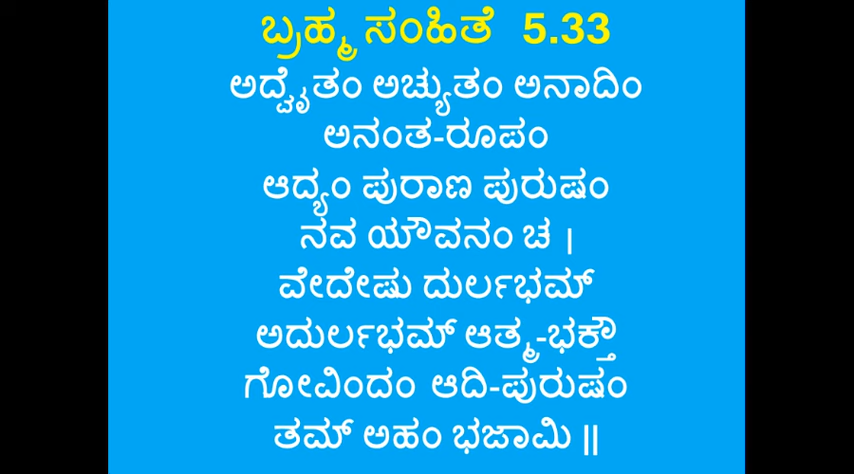 ಬ್ರಹ್ಮ ಸಂಹಿತೆ 5.33
ಅದ್ವೈತಂ ಅಚ್ಯುತಂ ಅನಾದಿಂ
ಅನಂತ-ರೂಪಂ
ಆದ್ಯಂ ಪುರಾಣ ಪುರುಷಂ
ನವ ಯೌವನಂ ಚ ।
ವೇದೇಷು ದುರ್ಲಭಮ್
ಅದುರ್ಲಭಮ್ ಆತ್ಮ-ಭಕ್ತೌ
ಗೋವಿಂದಂ ಆದಿ-ಪುರುಷಂ
ತಮ್ ಅಹಂ ಭಜಾಮಿ ||